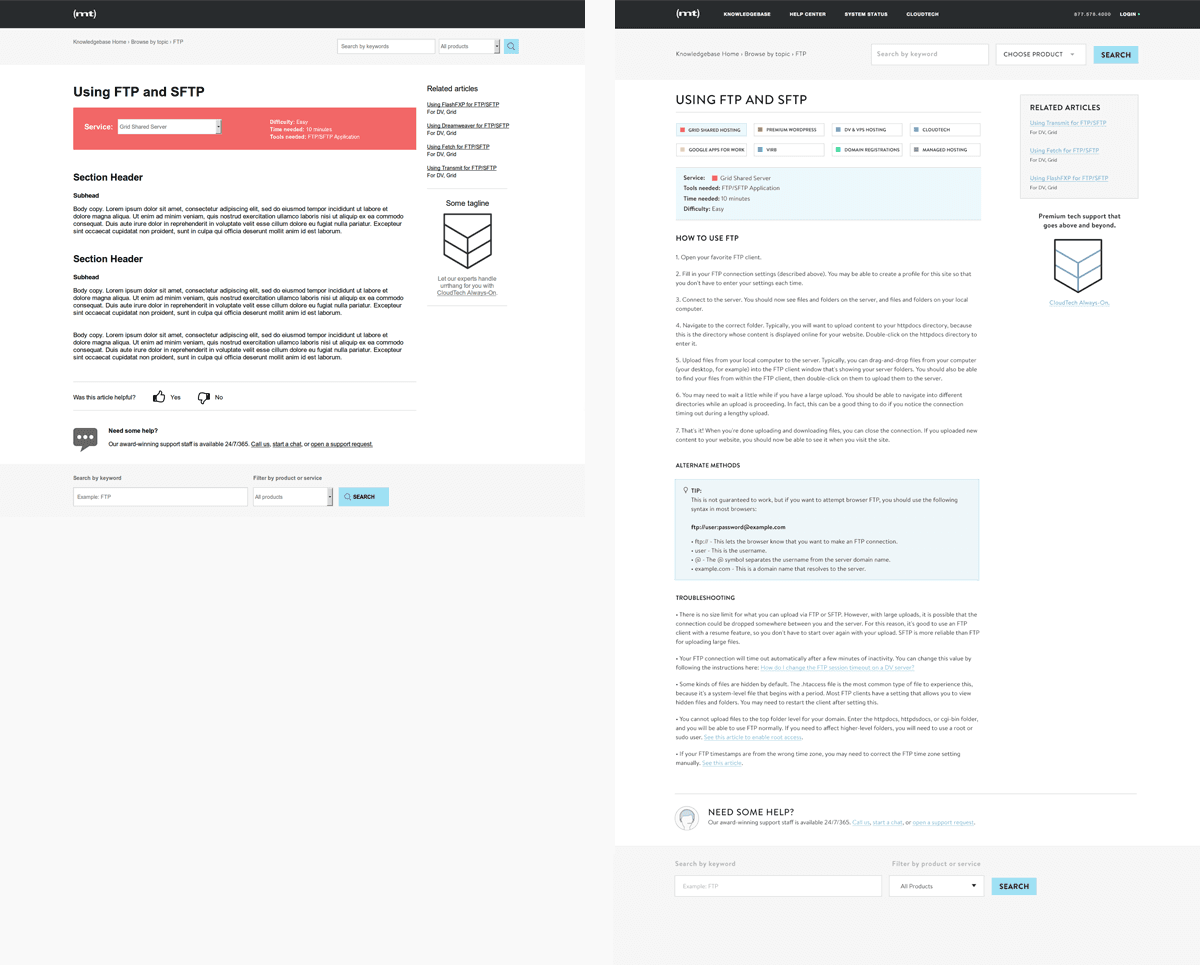 (mt)
Knowledgebase Home › Browse by topic › FTP
Search by keywords
All products
Using FTP and SFTP
Service:
Grid Shared Server
Difficulty: Easy
Time needed: 10 minutes
Tools needed: FTP/SFTP Application
Section Header
Subhead
Body copy. Lorem ipsum dolor sit amet, consectetur adipiscing elit, sed do eiusmod tempor incididunt ut labore et
dolore magna aliqua. Ut enim ad minim veniam, quis nostrud exercitation ullamco laboris nisi ut aliquip ex ea commodo
consequat. Duis aute irure dolor in reprehenderit in voluptate velit esse cillum dolore eu fugiat nulla pariatur. Excepteur
sint occaecat cupidatat non proident, sunt in culpa qui officia deserunt mollit anim id est laborum.
Section Header
Subhead
Body copy. Lorem ipsum dolor sit amet, consectetur adipiscing elit, sed do eiusmod tempor incididunt ut labore et
dolore magna aliqua. Ut enim ad minim veniam, quis nostrud exercitation ullamco laboris nisi ut aliquip ex ea commodo
consequat. Duis aute irure dolor in reprehenderit in voluptate velit esse cillum dolore eu fugiat nulla pariatur. Excepteur
sint occaecat cupidatat non proident, sunt in culpa qui officia deserunt mollit anim id est laborum.
Body copy. Lorem ipsum dolor sit amet, consectetur adipiscing elit, sed do eiusmod tempor incididunt ut labore et
dolore magna aliqua. Ut enim ad minim veniam, quis nostrud exercitation ullamco laboris nisi ut aliquip ex ea commodo
consequat. Duis aute irure dolor in reprehenderit in voluptate velit esse cillum dolore eu fugiat nulla pariatur. Excepteur
sint occaecat cupidatat non proident, sunt in culpa qui officia deserunt mollit anim id est laborum.
Was this article helpful?
Yes
No
Need some help?
Our award-winning support staff is available 24/7/365. Call us, start a chat, or open a support request.
Search by keyword
Example: FTP
Filter by product or service
All products
SEARCH
Related articles
Using FlashFXP for FTP/SFTP
For DV, Grid
Using Dreamweaver for FTP/SFTP
For DV, Grid
Using Fetch for FTP/SFTP
For DV, Grid
Using Transmit for FTP/SFTP
For DV, Grid
Some tagline
Let our experts handle
urrthang for you with
CloudTech Always-On.
(mt)
KNOWLEDGEBASE
HELP CENTER
SYSTEM STATUS
CLOUDTECH
877.578.4000
LOGIN
Knowledgebase Home › Browse by topic › FTP
Search by keyword
CHOOSE PRODUCT
SEARCH
USING FTP AND SFTP
GRID SHARED HOSTING
PREMIUM WORDPRESS
DV & VPS HOSTING
CLOUDTECH
GOOGLE APPS FOR WORK
VIRB
DOMAIN REGISTRATIONS
MANAGED HOSTING
Service: Grid Shared Server
Tools needed: FTP/SFTP Application
Time needed: 10 minutes
Difficulty: Easy
HOW TO USE FTP
1. Open your favorite FTP client.
2. Fill in your FTP connection settings (described above). You may be able to create a profile for this site so that
you don't have to enter your settings each time.
3. Connect to the server. You should now see files and folders on the server, and files and folders on your local
computer.
4. Navigate to the correct folder. Typically, you will want to upload content to your httpdocs directory, because
this is the directory whose content is displayed online for your website. Double-click on the httpdocs directory to
enter it.
5. Upload files from your local computer to the server. Typically, you can drag-and-drop files from your computer
(your desktop, for example) into the FTP client window that's showing your server folders. You should also be able
to find your files from within the FTP client, then double-click on them to upload them to the server.
6. You may need to wait a little while if you have a large upload. You should be able to navigate into different
directories while an upload is proceeding. In fact, this can be a good thing to do if you notice the connection
timing out during a lengthy upload.
7. That's it! When you're done uploading and downloading files, you can close the connection. If you uploaded new
content to your website, you should now be able to see it when you visit the site.
ALTERNATE METHODS
TIP:
This is not guaranteed to work, but if you want to attempt browser FTP, you should use the following
syntax in most browsers:
ftp://user:password@example.com
• ftp:// - This lets the browser know that you want to make an FTP connection.
• user - This is the username.
• @ - The @ symbol separates the username from the server domain name.
• example.com - This is a domain name that resolves to the server.
TROUBLESHOOTING
• There is no size limit for what you can upload via FTP or SFTP. However, with large uploads, it is possible that the
connection could be dropped somewhere between you and the server. For this reason, it's good to use an FTP
client with a resume feature, so you don't have to start over again with your upload. SFTP is more reliable than FTP
for uploading large files.
• Your FTP connection will time out automatically after a few minutes of inactivity. You can change this value by
following the instructions here: How do I change the FTP session timeout on a DV server?
• Some kinds of files are hidden by default. The .htaccess file is the most common type of file to experience this,
because it's a system-level file that begins with a period. Most FTP clients have a setting that allows you to view
hidden files and folders. You may need to restart the client after setting this.
• You cannot upload files to the top folder level for your domain. Enter the httpdocs, httpdsdocs, or cgi-bin folder,
and you will be able to use FTP normally. If you need to affect higher-level folders, you will need to use a root or
sudo user. See this article to enable root access.
• If your FTP timestamps are from the wrong time zone, you may need to correct the FTP time zone setting
manually. See this article.
RELATED ARTICLES
Using Transmit for FTP/SFTP
For DV, Grid
Using Fetch for FTP/SFTP
For DV, Grid
Using FlashFXP for FTP/SFTP
For DV, Grid
Premium tech support that
goes above and beyond.
CloudTech Always-On.
NEED SOME HELP?
Our award-winning support staff is available 24/7/365. Call us, start a chat, or open a support request.
Search by keyword
Example: FTP
Filter by product or service
All Products
SEARCH